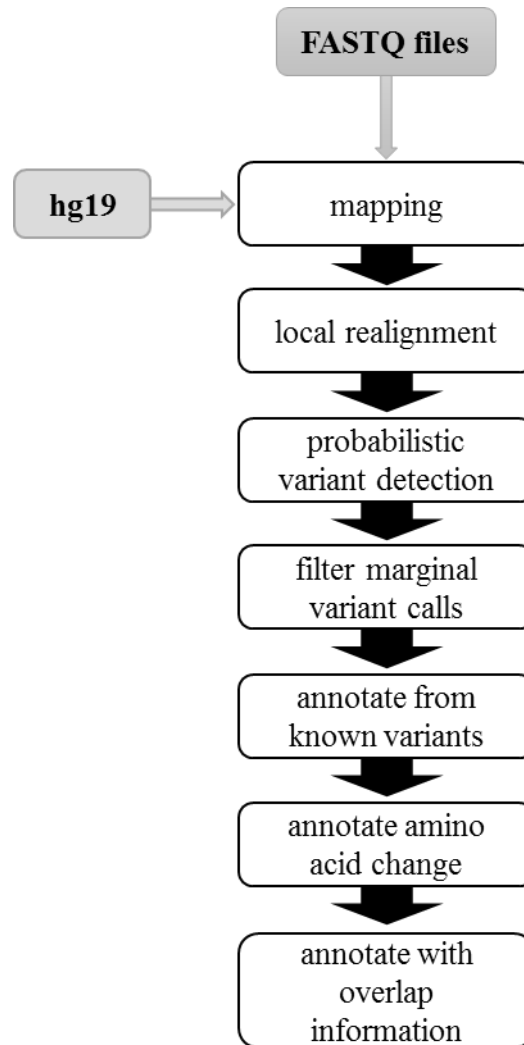 FASTQ files
hg19
mapping
local realignment
probabilistic
variant detection
filter marginal
variant calls
annotate from
known variants
annotate amino
acid change
annotate with
overlap
information